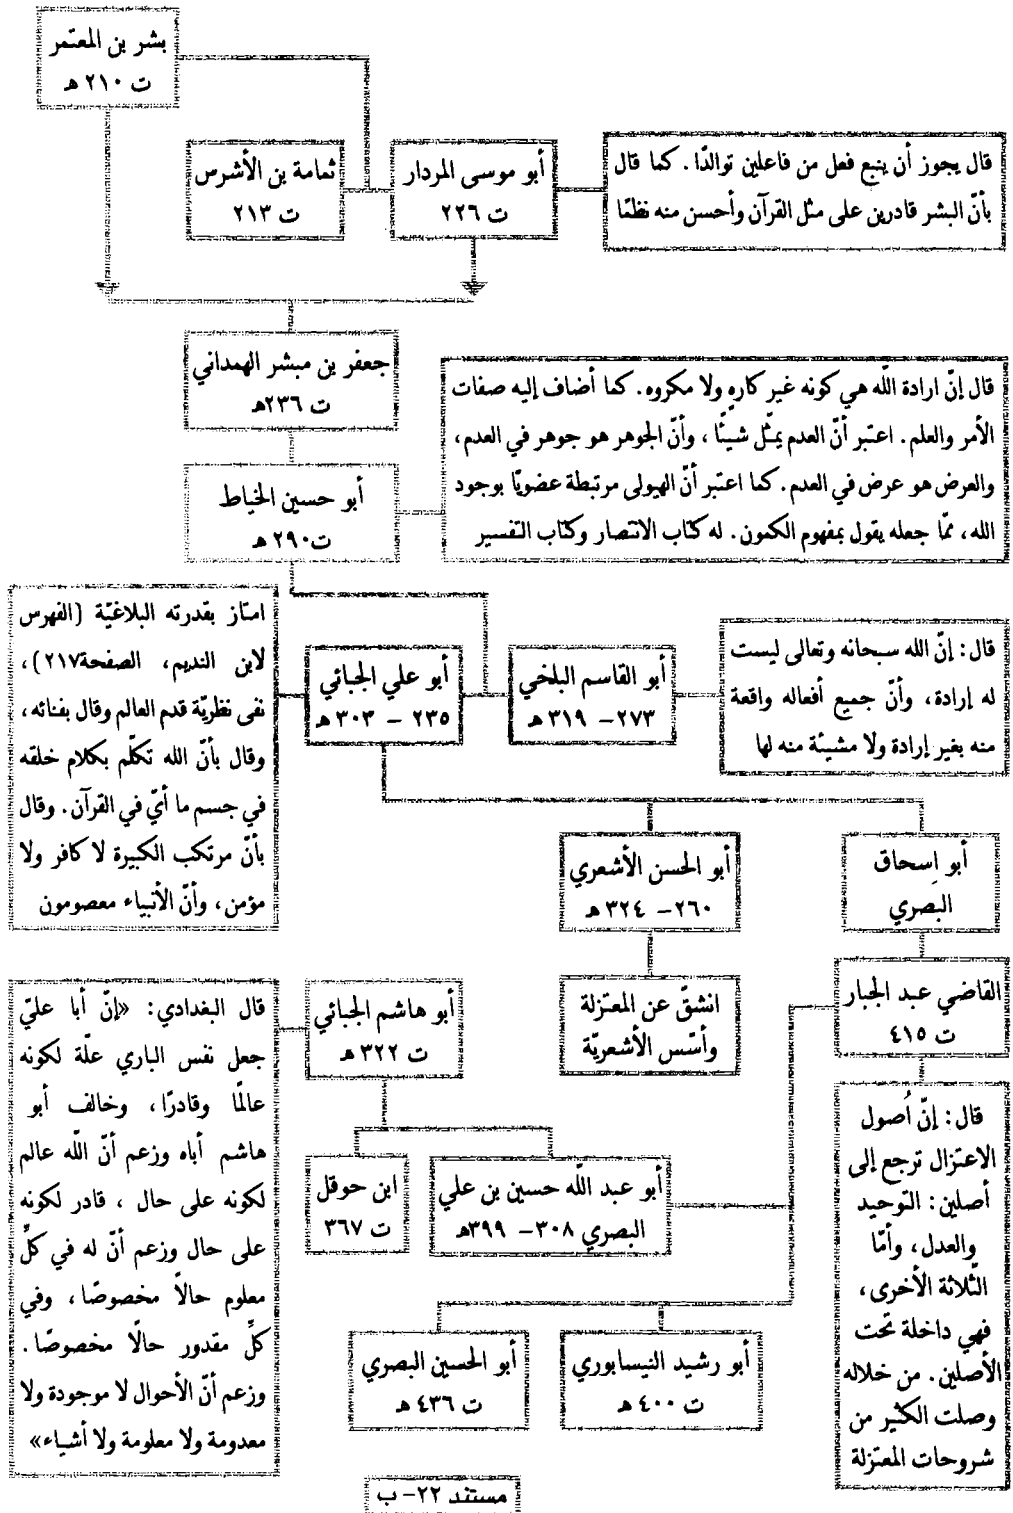 بشر بن المعتمر
ت ٢١٠ هـ
ثمامة بن الأشرس
ت ٢١٣
أبو موسى المردار
ت ٢٢٦
قال يجوز أن ينبع فعل من فاعلين توالدًا. كما قال
بأنّ البشر قادرين على مثل القرآن وأحسن منه نظمًا
جعفر بن مبشر الهمداني
ت ٢٣٦هـ
قال إنّ ارادة اللّه هي كونه غير كارهٍ ولا مكروه. كما أضاف إليه صفات
الأمر والعلم. اعتبر أنّ العدم يمثّل شيئًا، وأنّ الجوهر هو جوهر في العدم،
والعرض هو عرض في العدم. كما اعتبر أنّ الهيولى مرتبطة عضويًا بوجود
الله، ممّا جعله يقول بمفهوم الكمون. له كتاب الانتصار وكتاب التفسير
أبو حسين الخياط
ت٢٩٠ هـ
امتاز بقدرته البلاغيّة (الفهرس
لابن النديم، الصفحة٢١٧)،
نفى نظريّة قدم العالم وقال بفنائه،
وقال بأنّ الله تكلّم بكلام خلقه
في جسم ما أيّ في القرآن. وقال
بأنّ مرتكب الكبيرة لا كافر ولا
مؤمن، وأنّ الأنبياء معصومون
أبو علي الجبائي
٢٣٥ – ٣٠٣ هـ
أبو القاسم البلخي
٢٧٣– ٣١٩ هـ
قال: إنّ الله سبحانه وتعالى ليست
له إرادة، وأنّ جميع أفعاله واقعة
منه بغير إرادة ولا مشيئة منه لها
أبو الحسن الأشعري
٢٦٠– ٣٢٤ هـ
أبو إسحاق
البصري
انشقّ عن المعتزلة
وأسّس الأشعريّة
القاضي عبد الجبار
ت ٤١٥
أبو هاشم الجبائي
ت ٣٢٢ هـ
قال البغدادي: «إنّ أبا عليّ
جعل نفس الباري علّة لكونه
عالمًا وقادرًا، وخالف أبو
هاشم أباه وزعم أنّ اللّه عالم
لكونه على حال، قادر لكونه
على حال وزعم أنّ له في كلّ
معلوم حالًا مخصوصًا، وفي
كلّ مقدور حالًا مخصوصًا.
وزعم أنّ الأحوال لا موجودة ولا
معدومة ولا معلومة ولا أشياء»
ابن حوقل
ت ٣٦٧
أبو عبد اللّه حسين بن علي
البصري ٣٠٨– ٣٩٩هـ
قال: إنّ أُصول
الاعتزال ترجع إلى
أصلين: التوحيد
والعدل، وأمّا
الثّلاثة الأخرى،
فهي داخلة تحت
الأصلين. من خلاله
وصلت الكثير من
شروحات المعتزلة
أبو الحسين البصري
ت ٤٣٦ هـ
أبو رشيد النيسابوري
ت ٤٠٠ هـ
مستند ٢٢– ب